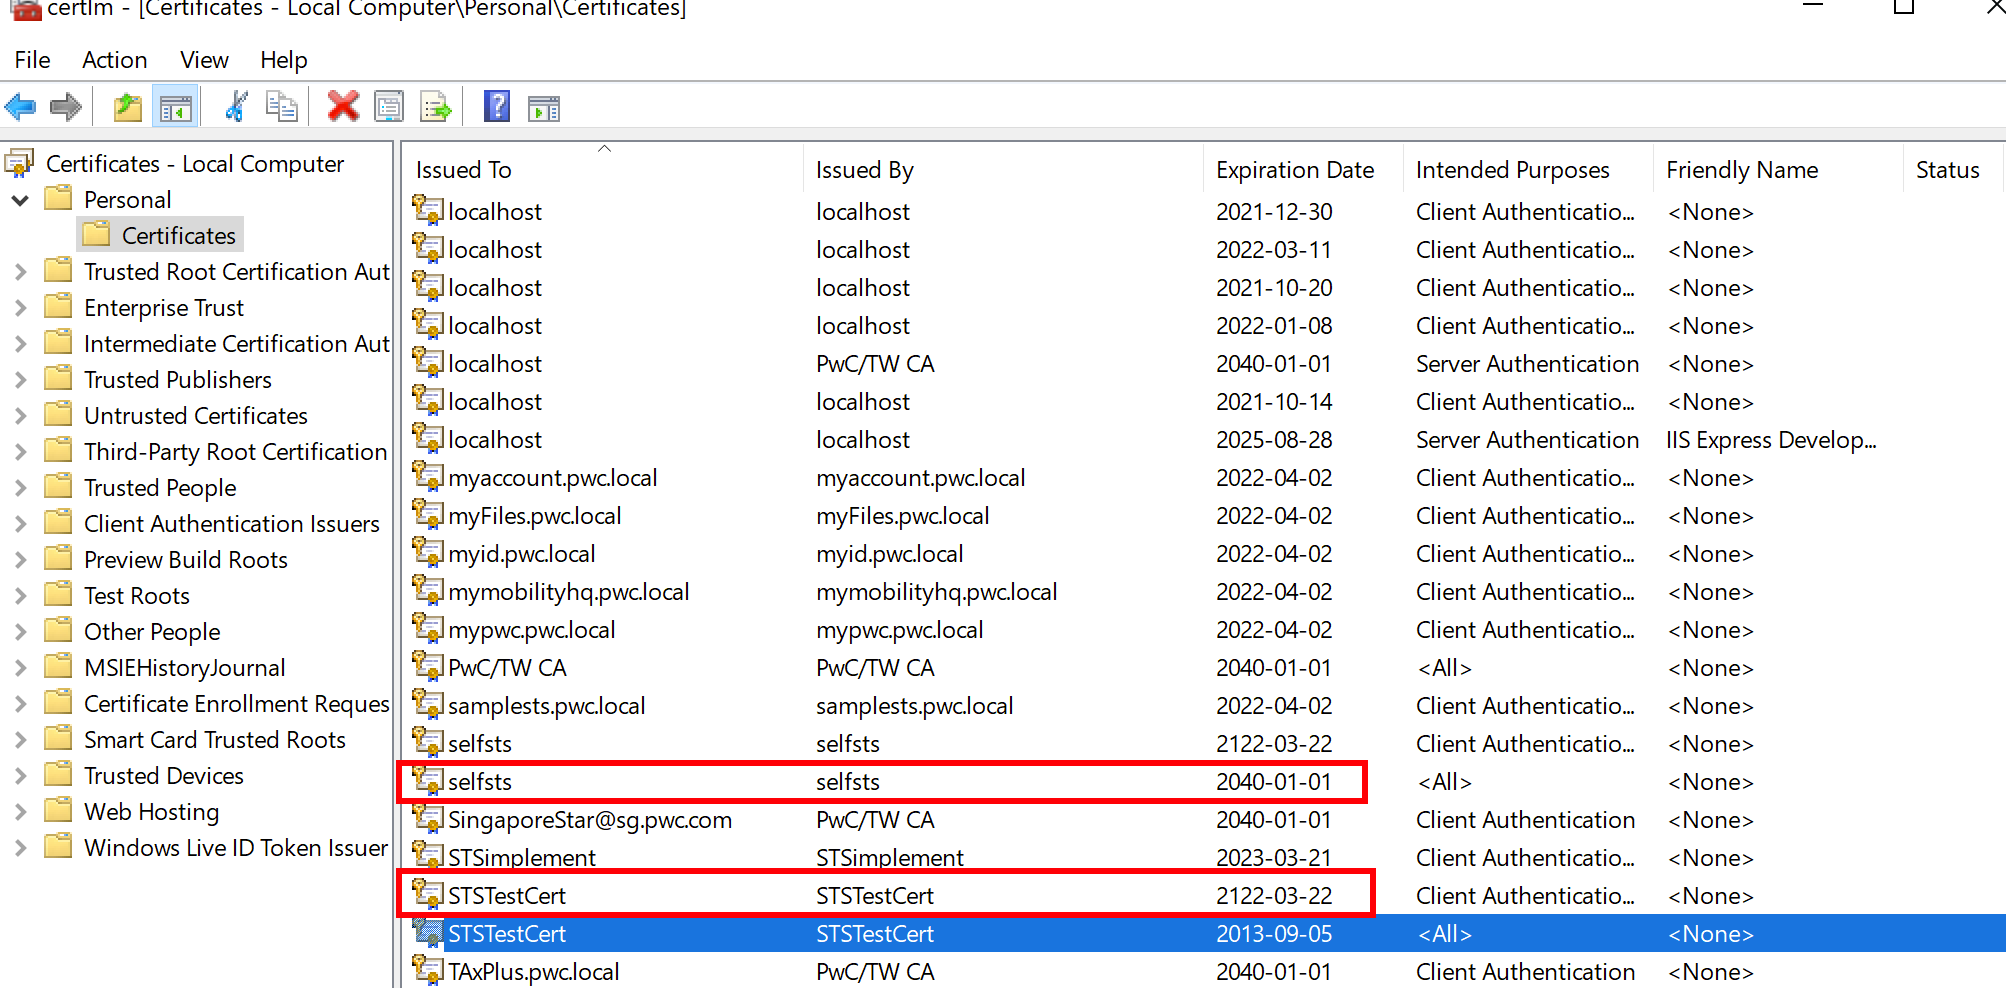 certlm - [Certificates - Local Computer\Personal\Certificates]
File Action View Help
Certificates - Local Computer
Personal
Certificates
Trusted Root Certification Aut
Enterprise Trust
Intermediate Certification Aut
Trusted Publishers
Untrusted Certificates
Third-Party Root Certification
Trusted People
Client Authentication Issuers
Preview Build Roots
Test Roots
Other People
MSIEHistoryJournal
Certificate Enrollment Reques
Smart Card Trusted Roots
Trusted Devices
Web Hosting
Windows Live ID Token Issuer
Issued To Issued By Expiration Date Intended Purposes Friendly Name Status
localhost localhost 2021-12-30 Client Authenticatio... <None>
localhost localhost 2022-03-11 Client Authenticatio... <None>
localhost localhost 2021-10-20 Client Authenticatio... <None>
localhost localhost 2022-01-08 Client Authenticatio... <None>
localhost PwC/TW CA 2040-01-01 Server Authentication <None>
localhost localhost 2021-10-14 Client Authenticatio... <None>
localhost localhost 2025-08-28 Server Authentication IIS Express Develop...
myaccount.pwc.local myaccount.pwc.local 2022-04-02 Client Authenticatio... <None>
myFiles.pwc.local myFiles.pwc.local 2022-04-02 Client Authenticatio... <None>
myid.pwc.local myid.pwc.local 2022-04-02 Client Authenticatio... <None>
mymobilityhq.pwc.local mymobilityhq.pwc.local 2022-04-02 Client Authenticatio... <None>
mypwc.pwc.local mypwc.pwc.local 2022-04-02 Client Authenticatio... <None>
PwC/TW CA PwC/TW CA 2040-01-01 <All> <None>
samplests.pwc.local samplests.pwc.local 2022-04-02 Client Authenticatio... <None>
selfsts selfsts 2122-03-22 Client Authenticatio... <None>
selfsts selfsts 2040-01-01 <All> <None>
SingaporeStar@sg.pwc.com PwC/TW CA 2040-01-01 Client Authentication <None>
STSimplement STSimplement 2023-03-21 Client Authenticatio... <None>
STSTestCert STSTestCert 2122-03-22 Client Authenticatio... <None>
STSTestCert STSTestCert 2013-09-05 <All> <None>
TAxPlus.pwc.local PwC/TW CA 2040-01-01 Client Authentication <None>